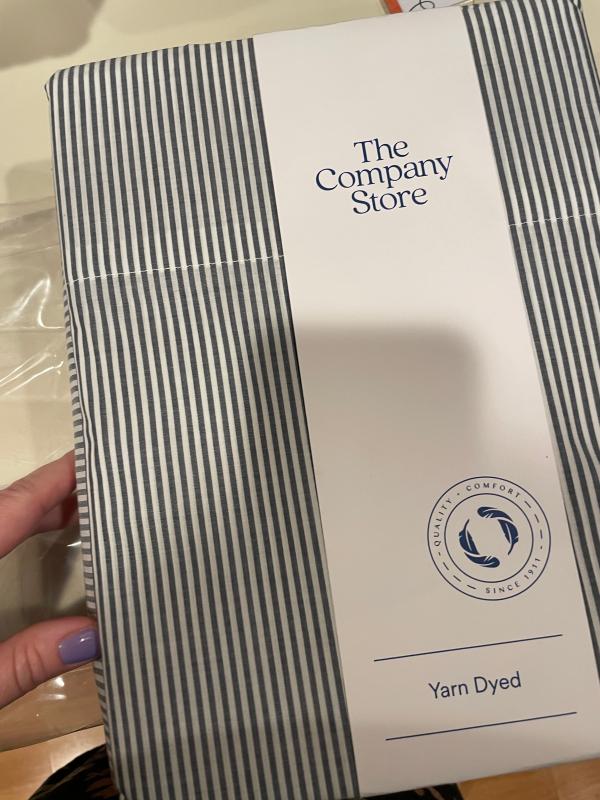 The
Company
Store
QUALITY · COMFORT
SINCE 1911
Yarn Dyed